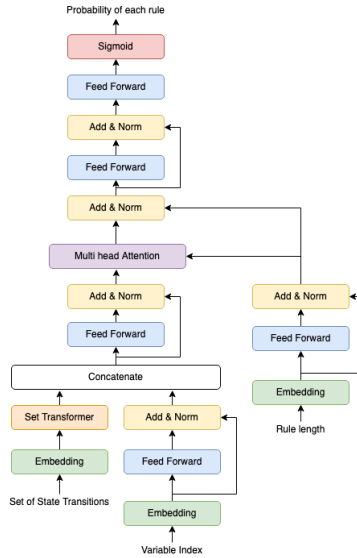 Probability of each rule
Sigmoid
Feed Forward
Add & Norm
Feed Forward
Add & Norm
Multi head Attention
Add & Norm
Add & Norm
Feed Forward
Feed Forward
Concatenate
Embedding
Set Transformer
Add & Norm
Rule length
Embedding
Feed Forward
Set of State Transitions
Embedding
Variable Index